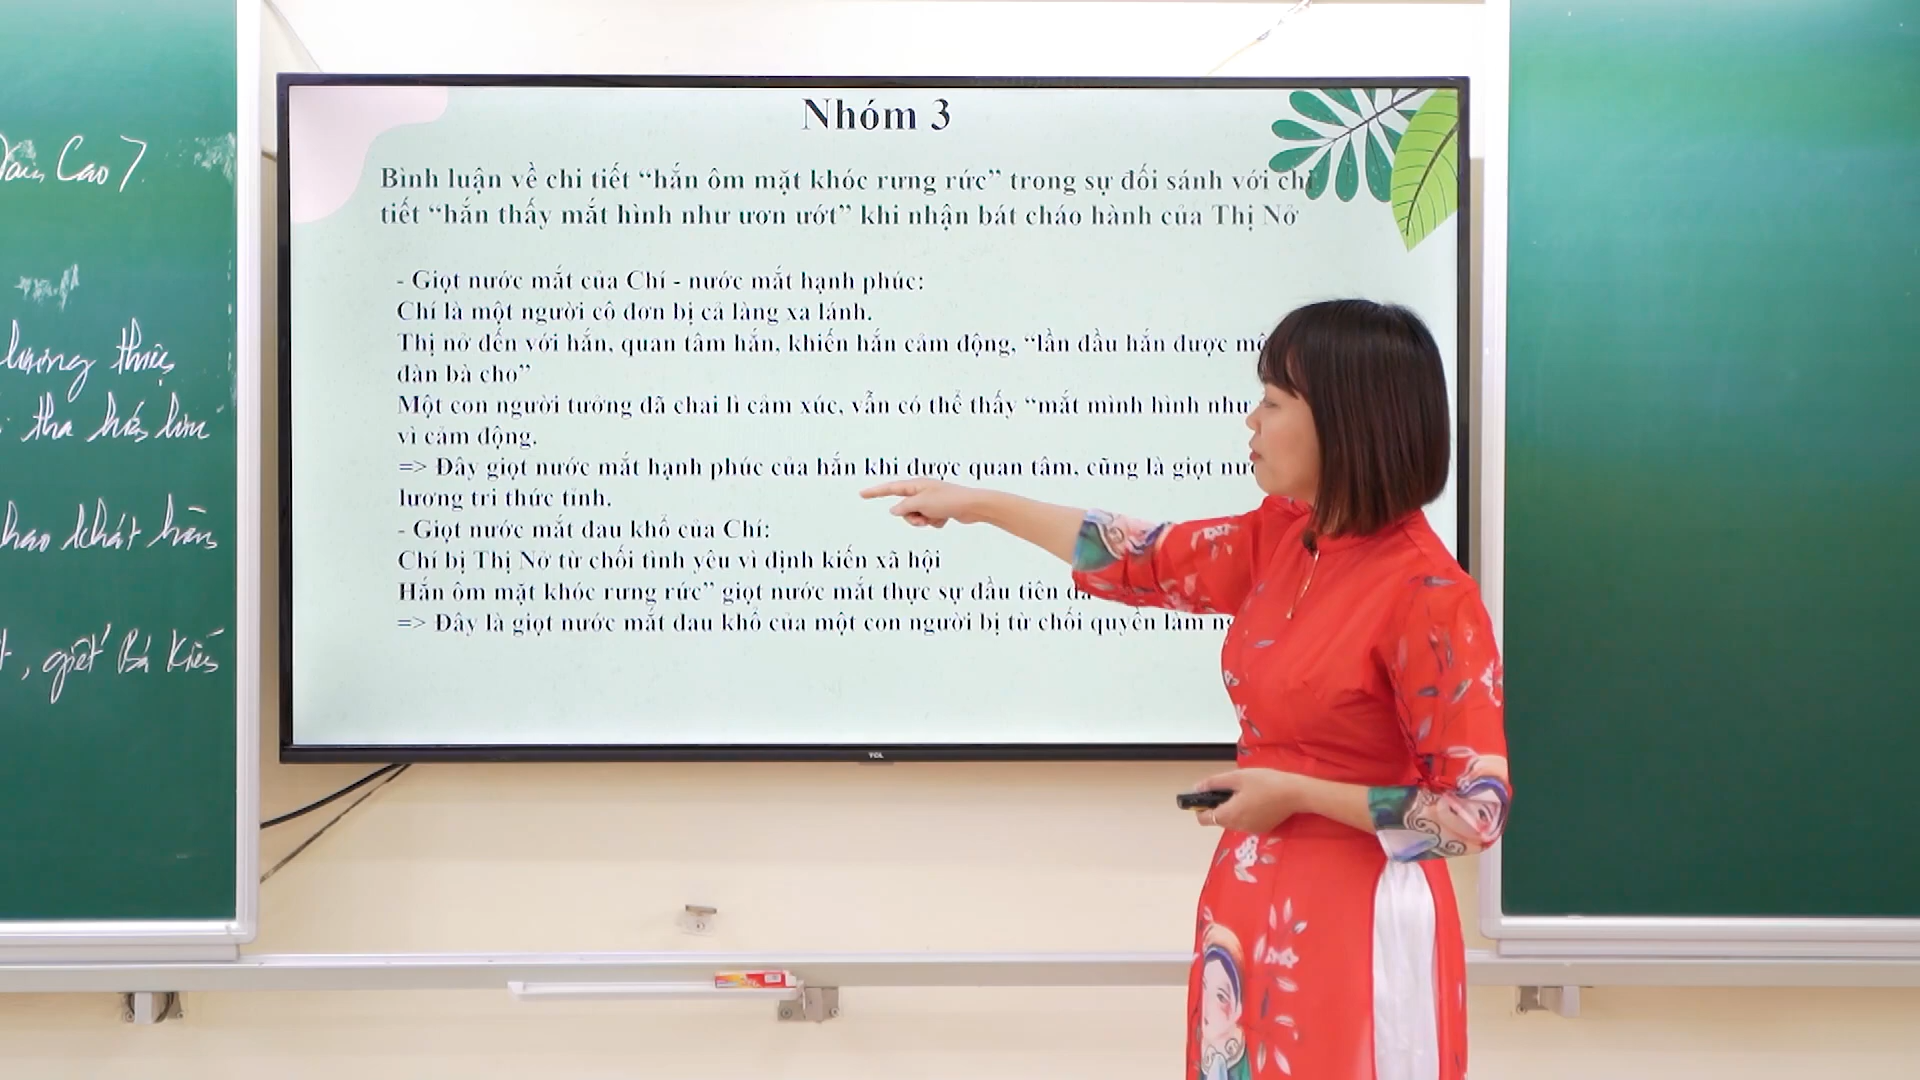 Nhóm 3
Bình luận về chi tiết “hắn ôm mặt khóc rưng rức” trong sự đối sánh với chi
tiết “hắn thấy mắt hình như ươn ướt” khi nhận bát cháo hành của Thị Nở
- Giọt nước mắt của Chí - nước mắt hạnh phúc:
Chí là một người cô đơn bị cả làng xa lánh.
Thị nở đến với hắn, quan tâm hắn, khiến hắn cảm động, “lần đầu hắn được
đàn bà cho”
Một con người tưởng đã chai lì cảm xúc, vẫn có thể thấy “mắt mình hình như
vì cảm động.
=> Đây giọt nước mắt hạnh phúc của hắn khi được quan tâm, cũng là giọt
lương tri thức tỉnh.
- Giọt nước mắt đau khổ của Chí:
Chí bị Thị Nở từ chối tình yêu vì định kiến xã hội
Hắn ôm mặt khóc rưng rức” giọt nước mắt thực sự đầu tiên
=> Đây là giọt nước mắt đau khổ của một con người bị từ chối quyền làm
TCL
Cao 7
lương thiện
tha hóa lưu
khao khát hoàn
, giết Bá Kiến